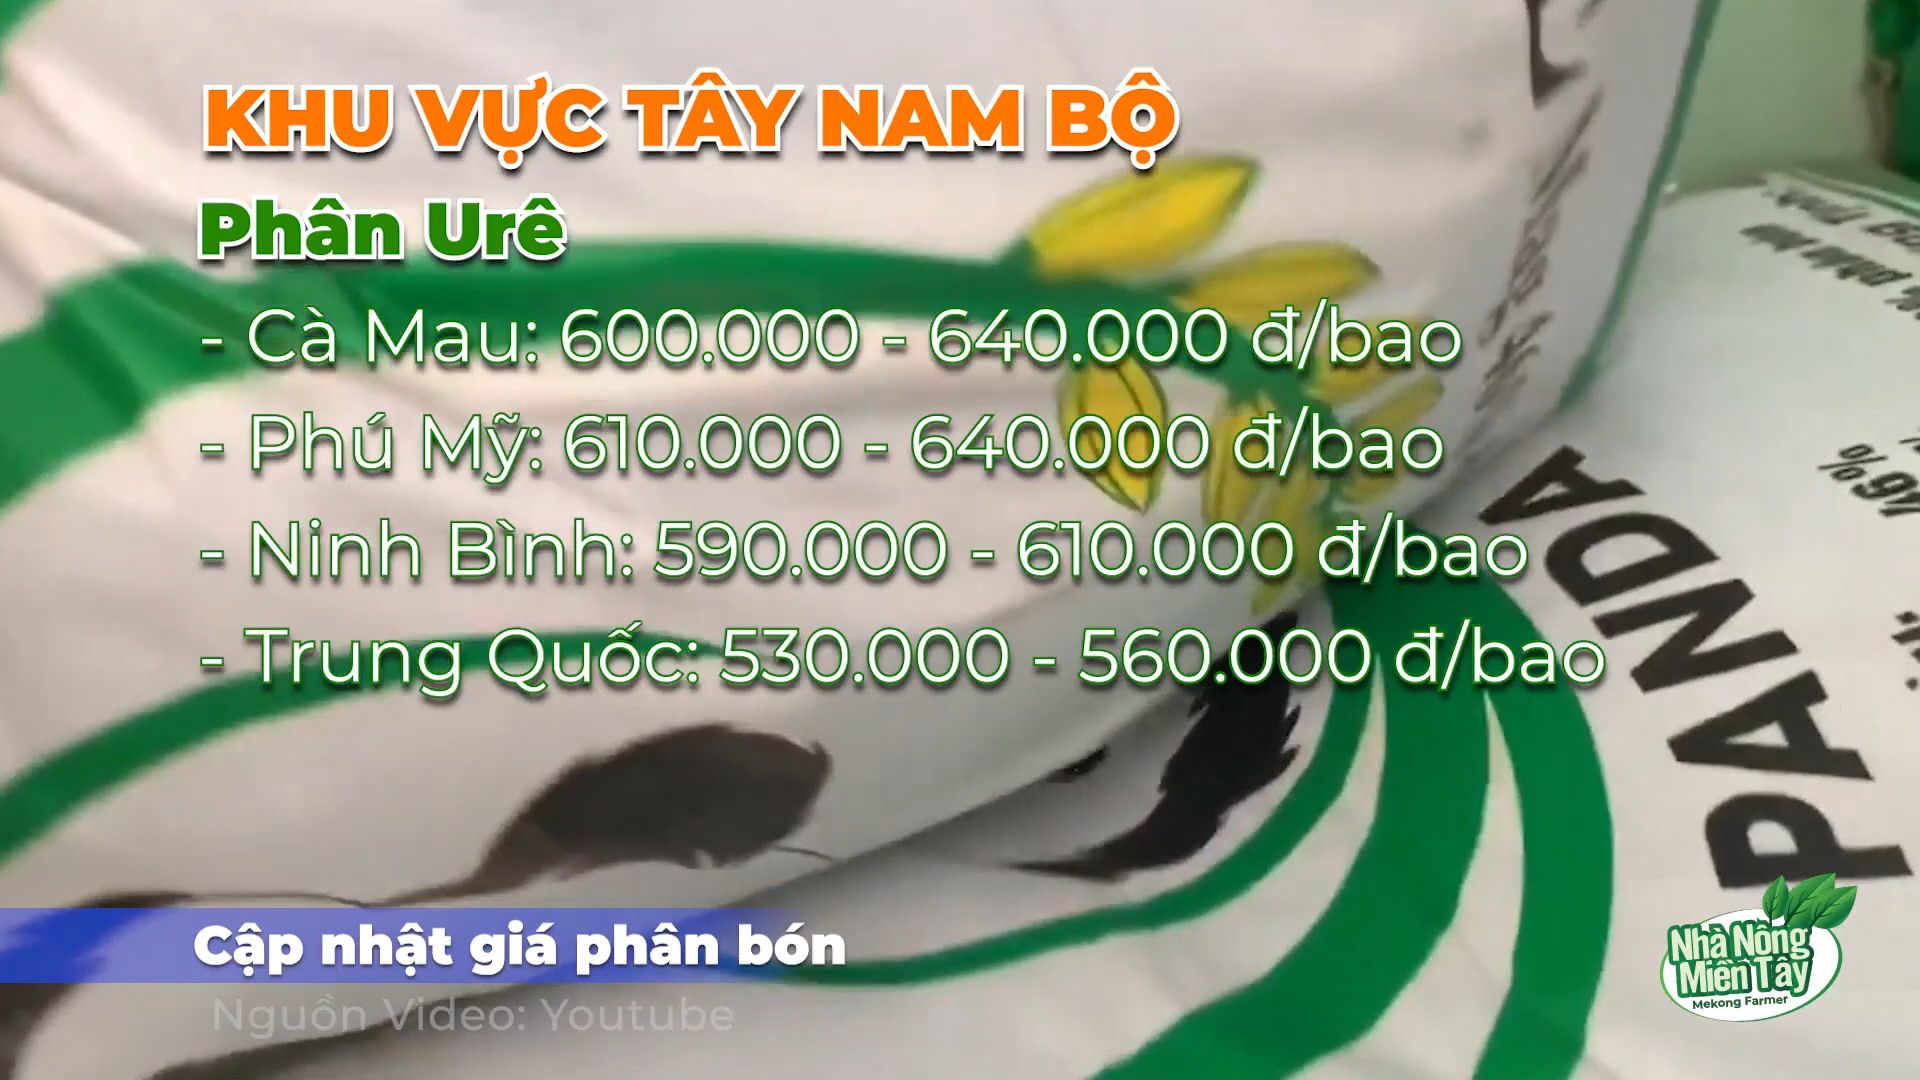 KHU VỰC TÂY NAM BỘ
Phân Urê
- Cà Mau: 600.000 - 640.000 đ/bao
- Phú Mỹ: 610.000 - 640.000 đ/bao
- Ninh Bình: 590.000 - 610.000 đ/bao
- Trung Quốc: 530.000 - 560.000 đ/bao
PANDA
46%
Cập nhật giá phân bón
Nguồn Video: Youtube
Nhà Nông
Miền Tây
Mekong Farmer